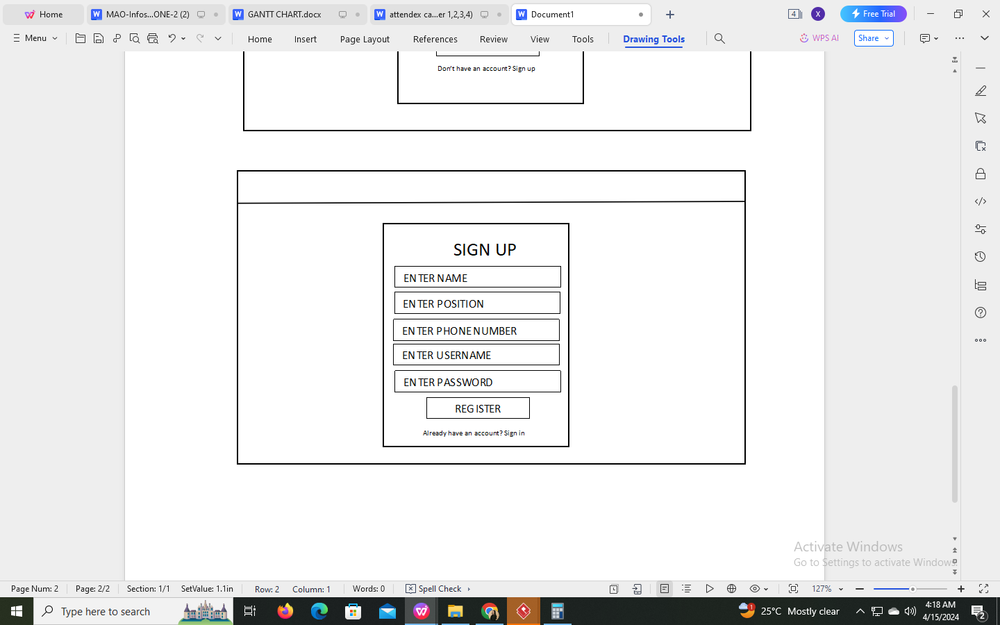 Home
MAO-Infos...ONE-2 (2)
GANTT CHART.docx
attendex ca...er 1,2,3,4)
Document1
4
X
Free Trial
Menu
Home
Insert
Page Layout
References
Review
View
Tools
Drawing Tools
WPS AI
Share
Don't have an account? Sign up
SIGN UP
ENTER NAME
ENTER POSITION
ENTER PHONE NUMBER
ENTER USERNAME
ENTER PASSWORD
REGISTER
Already have an account? Sign in
Activate Windows
Go to Settings to activate Windows.
Page Num: 2
Page: 2/2
Section: 1/1
SetValue: 1.1in
Row: 2
Column: 1
Words: 0
Spell Check
127%
Type here to search
1
25°C Mostly clear
4:18 AM
4/15/2024
2